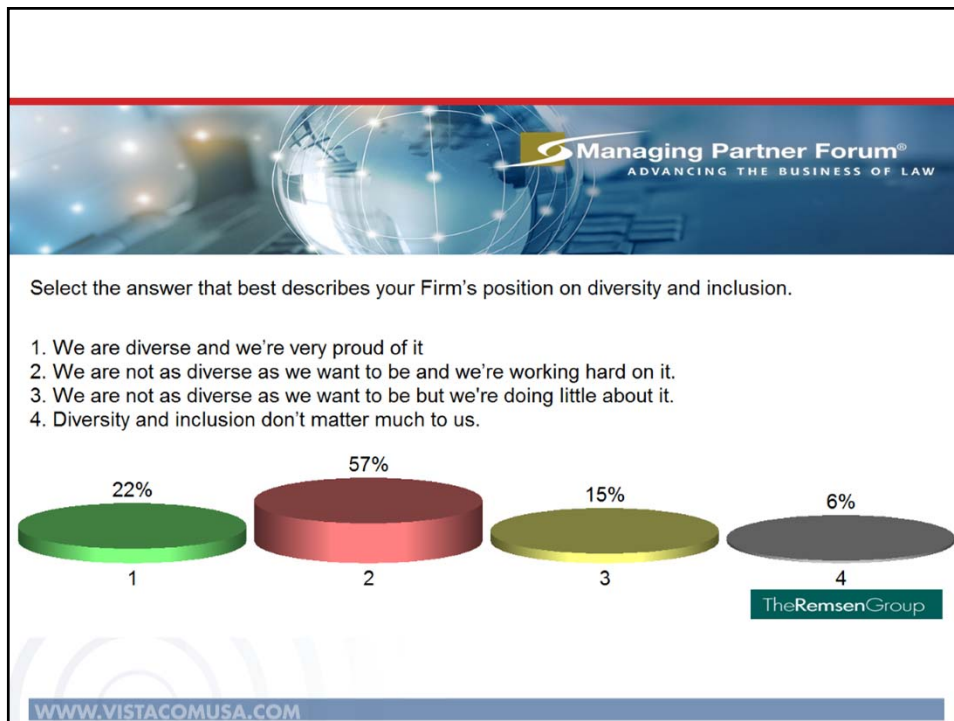 Managing Partner Forum®
ADVANCING THE BUSINESS OF LAW
Select the answer that best describes your Firm’s position on diversity and inclusion.
1. We are diverse and we’re very proud of it
2. We are not as diverse as we want to be and we’re working hard on it.
3. We are not as diverse as we want to be but we're doing little about it.
4. Diversity and inclusion don’t matter much to us.
22% 57% 15% 6%
1 2 3 4
TheRemsenGroup
WWW.VISTACOMUSA.COM